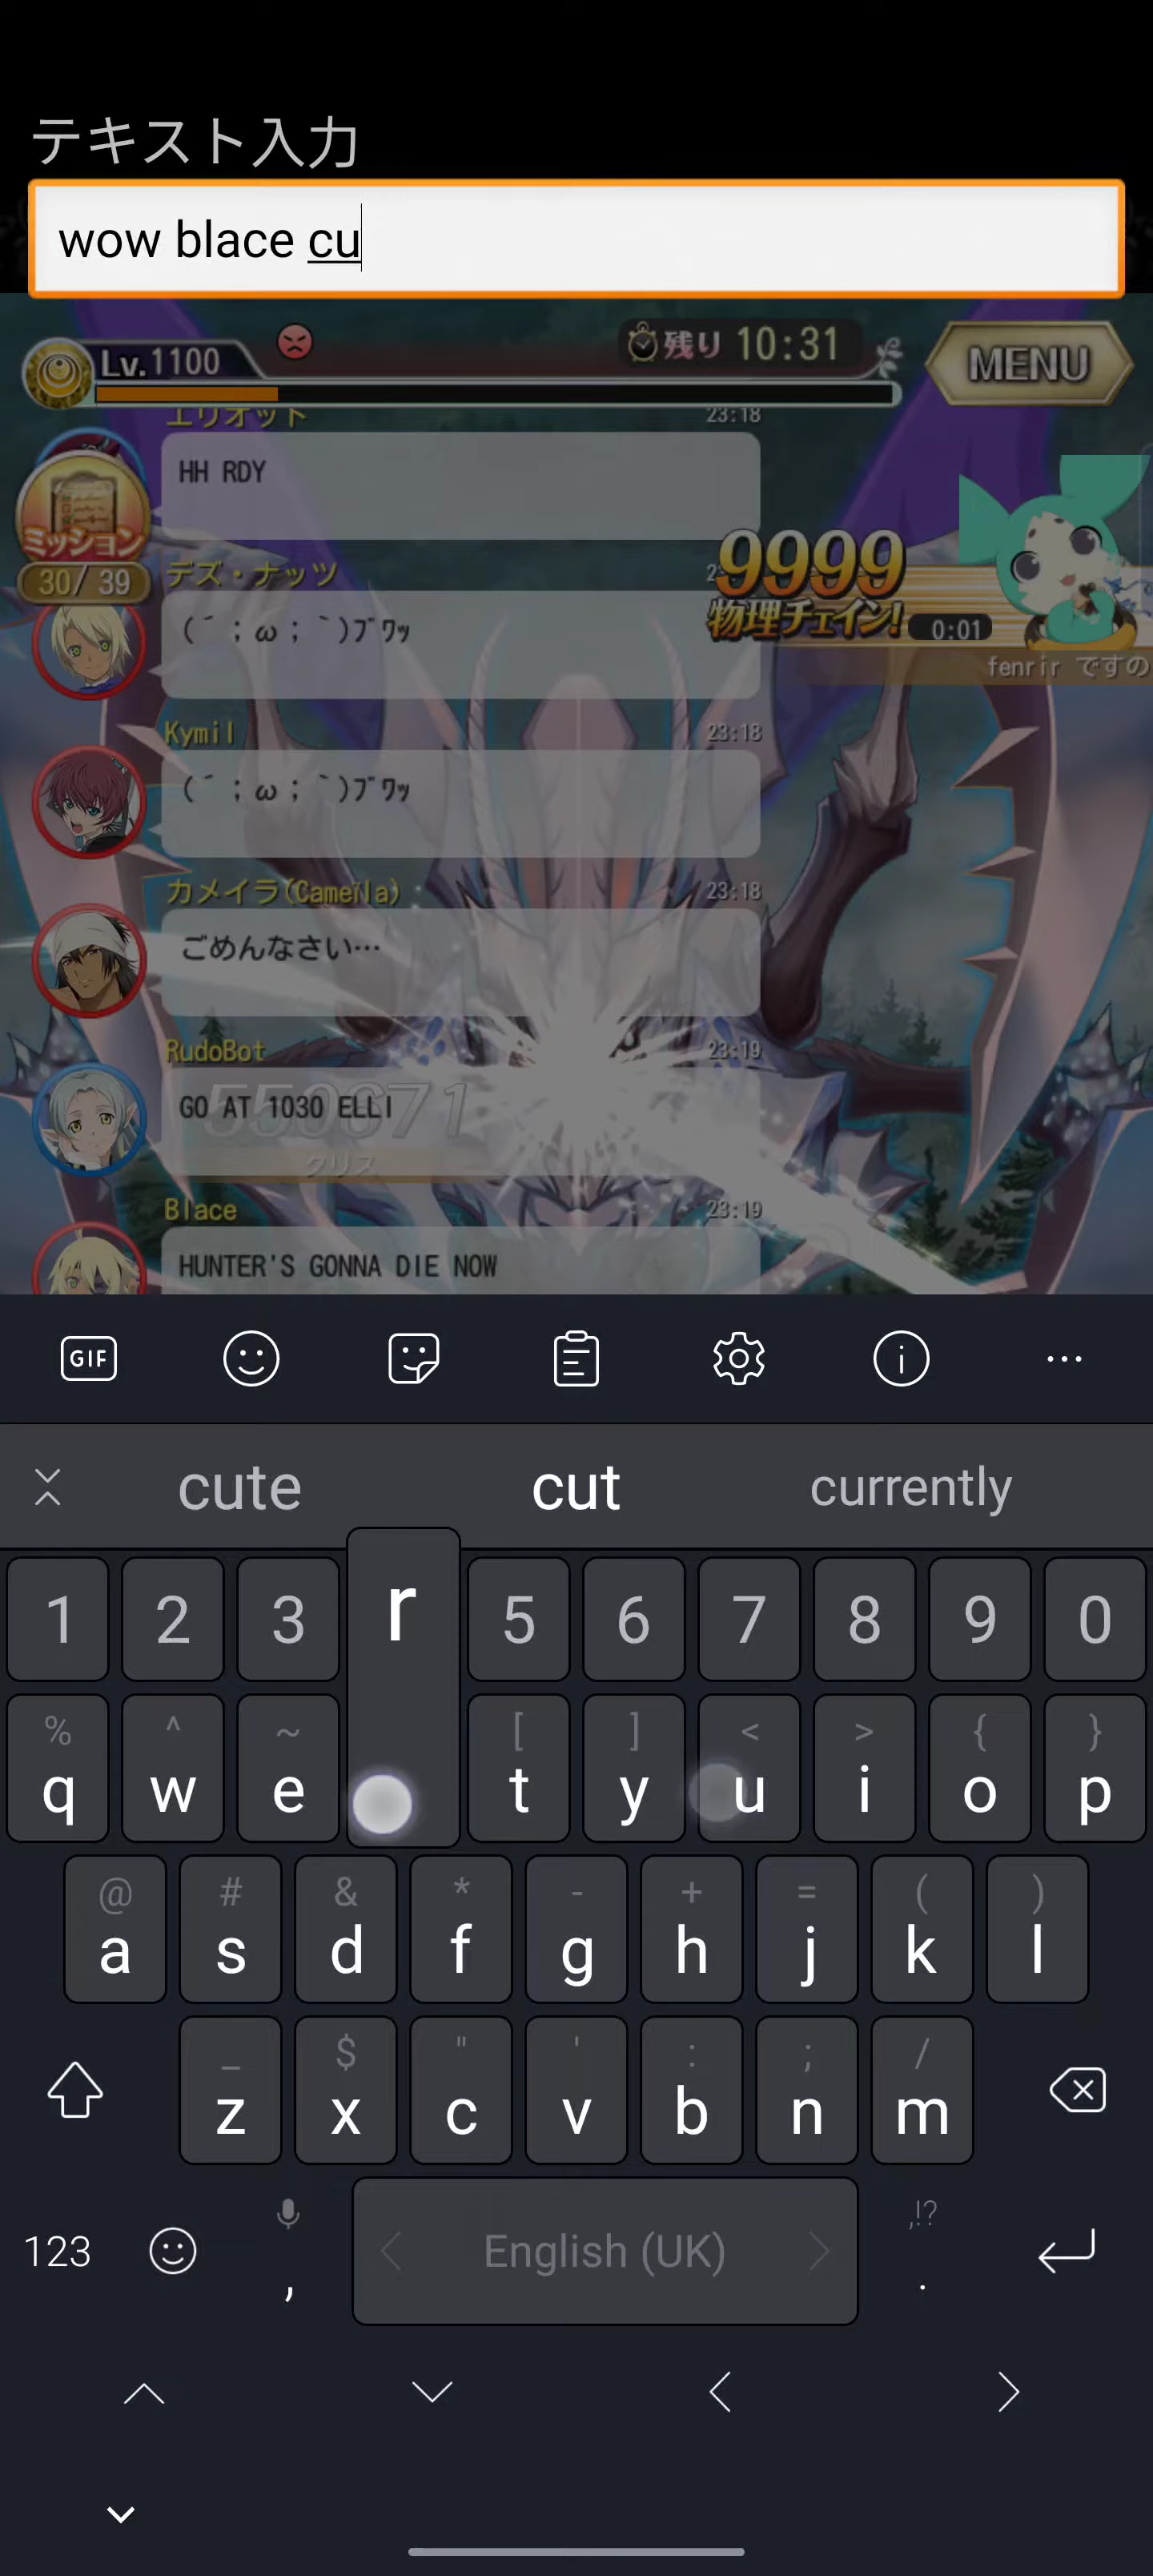 テキスト入力
wow blace cu
Lv.1100
残り 10:31
MENU
エリオット 23:18
HH RDY
ミッション
30/ 39
デズ・ナッツ
(´；ω；`)ﾌﾞﾜｯ
9999
物理チェイン!
0:01
fenrir ですの
Kymil 23:18
(´；ω；`)ﾌﾞﾜｯ
カメイラ(Cameila) 23:18
ごめんなさい…
RudoBot 23:19
GO AT 1030 ELLI
クリス
Blace 23:19
HUNTER'S GONNA DIE NOW
GIF
cute cut currently
1 2 3 r 5 6 7 8 9 0
% ^ ~ [ ] < > { }
q w e t y u i o p
@ # & * - + = ( )
a s d f g h j k l
_ $ " ' : ; /
z x c v b n m
123 , English (UK) ,!? .